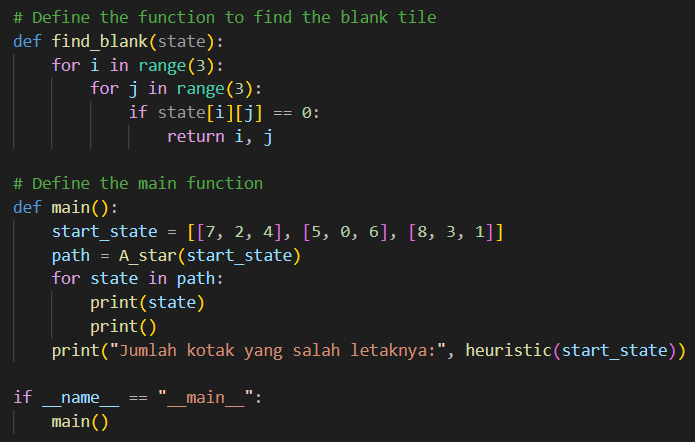 # Define the function to find the blank tile
def find_blank(state):
    for i in range(3):
        for j in range(3):
            if state[i][j] == 0:
                return i, j

# Define the main function
def main():
    start_state = [[7, 2, 4], [5, 0, 6], [8, 3, 1]]
    path = A_star(start_state)
    for state in path:
        print(state)
        print()
    print("Jumlah kotak yang salah letaknya:", heuristic(start_state))

if __name__ == "__main__":
    main()